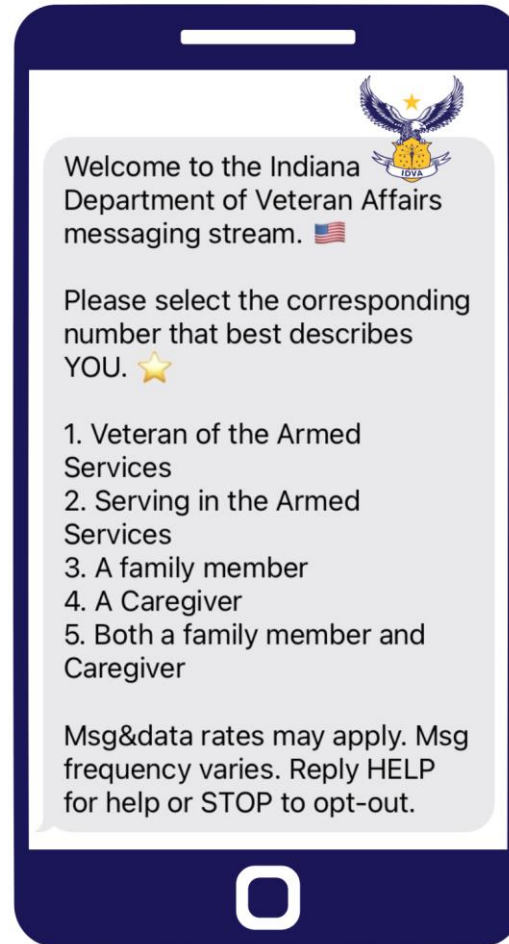 IDVA
Welcome to the Indiana
Department of Veteran Affairs
messaging stream. 🇺🇸
Please select the corresponding
number that best describes
YOU. ⭐
1. Veteran of the Armed
Services
2. Serving in the Armed
Services
3. A family member
4. A Caregiver
5. Both a family member and
Caregiver
Msg&data rates may apply. Msg
frequency varies. Reply HELP
for help or STOP to opt-out.